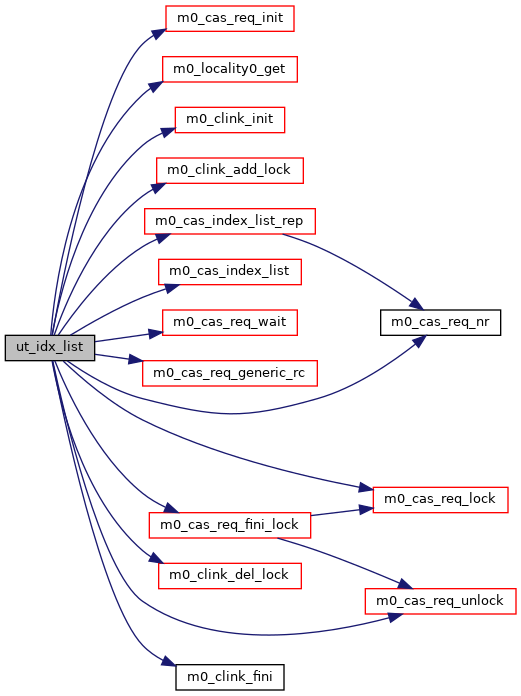 m0_cas_req_init
m0_locality0_get
m0_clink_init
m0_clink_add_lock
m0_cas_index_list_rep
m0_cas_index_list
m0_cas_req_wait
m0_cas_req_nr
ut_idx_list
m0_cas_req_generic_rc
m0_cas_req_lock
m0_cas_req_fini_lock
m0_clink_del_lock
m0_cas_req_unlock
m0_clink_fini